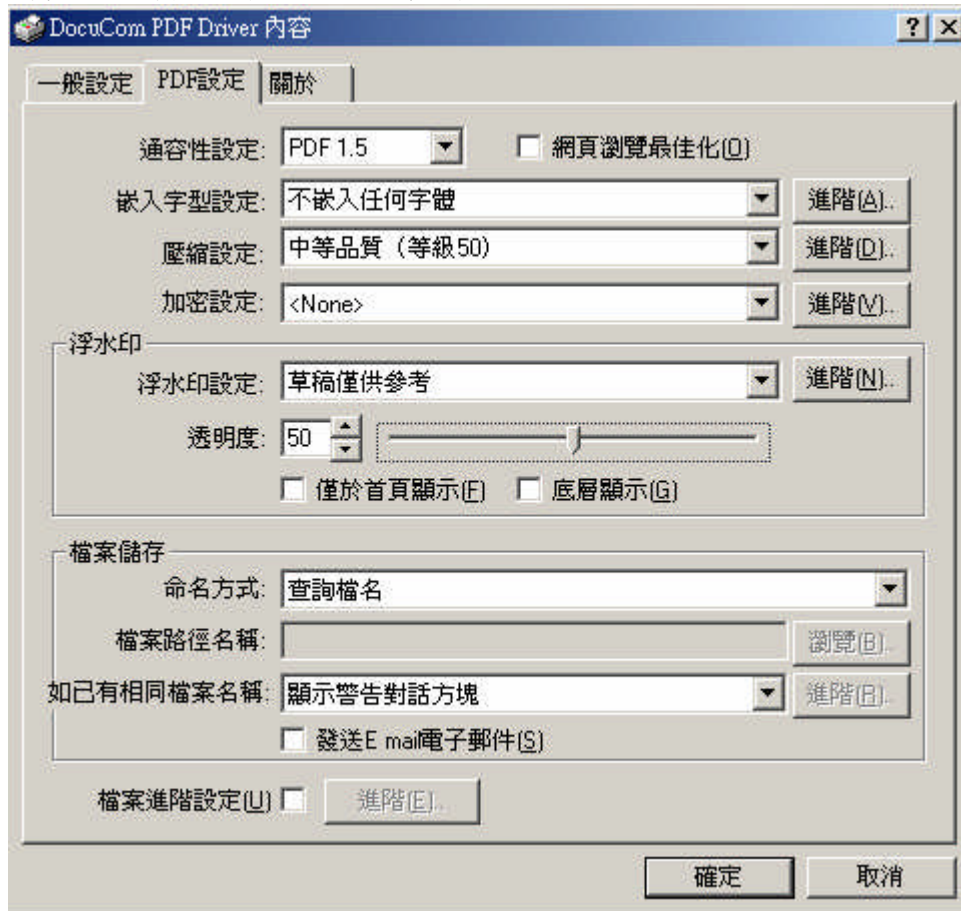 DocuCom PDF Driver 內容
一般設定 PDF設定 關於
通容性設定: PDF 1.5 網頁瀏覽最佳化(O)
嵌入字型設定: 不嵌入任何字體 進階(A)..
壓縮設定: 中等品質（等級50） 進階(D)..
加密設定: <None> 進階(V)..
浮水印
浮水印設定: 草稿僅供參考 進階(N)..
透明度: 50
僅於首頁顯示(F) 底層顯示(G)
檔案儲存
命名方式: 查詢檔名
檔案路徑名稱: 瀏覽(B)..
如已有相同檔案名稱: 顯示警告對話方塊 進階(R)..
發送E mail電子郵件(S)
檔案進階設定(U) 進階(E)..
確定 取消